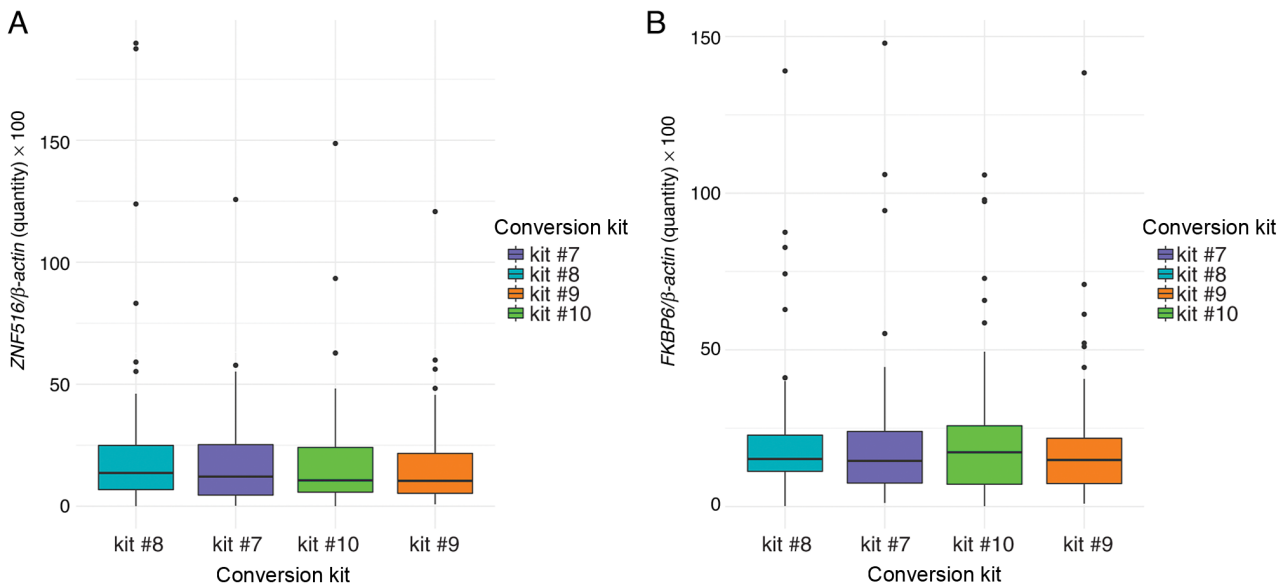 A
ZNF516/β-actin (quantity) × 100
150
100
50
0
kit #8
kit #7
kit #10
kit #9
Conversion kit
Conversion kit
kit #7
kit #8
kit #9
kit #10
B
FKBP6/β-actin (quantity) × 100
150
100
50
0
kit #8
kit #7
kit #10
kit #9
Conversion kit
Conversion kit
kit #7
kit #8
kit #9
kit #10